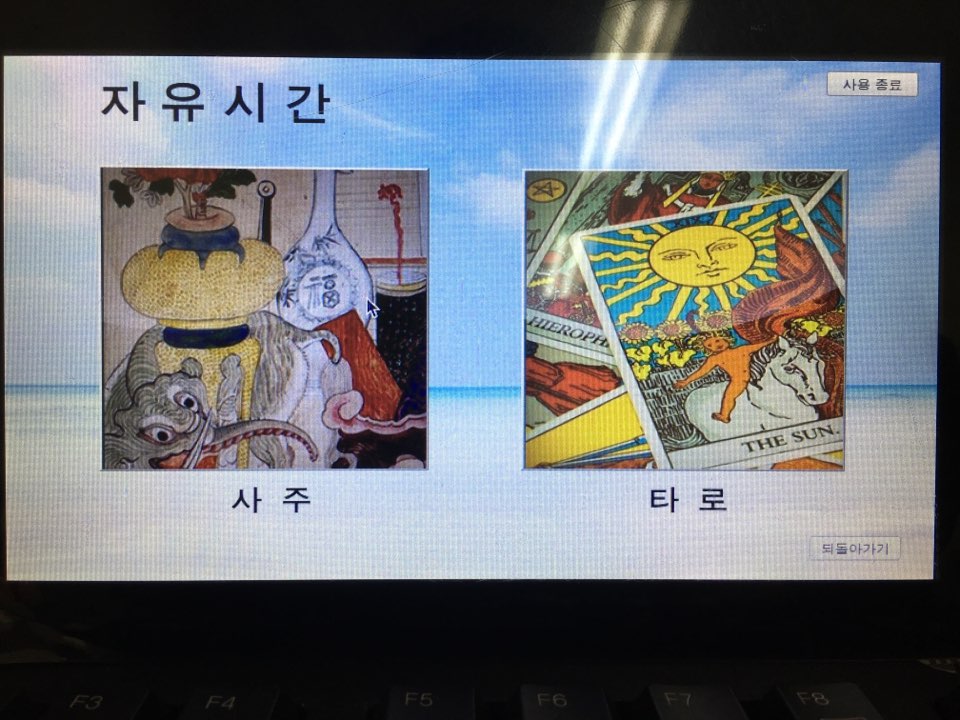 자유시간
사용 종료
福
HIEROPH
THE SUN.
사 주
타 로
되돌아가기
F3 F4 F5 F6 F7 F8